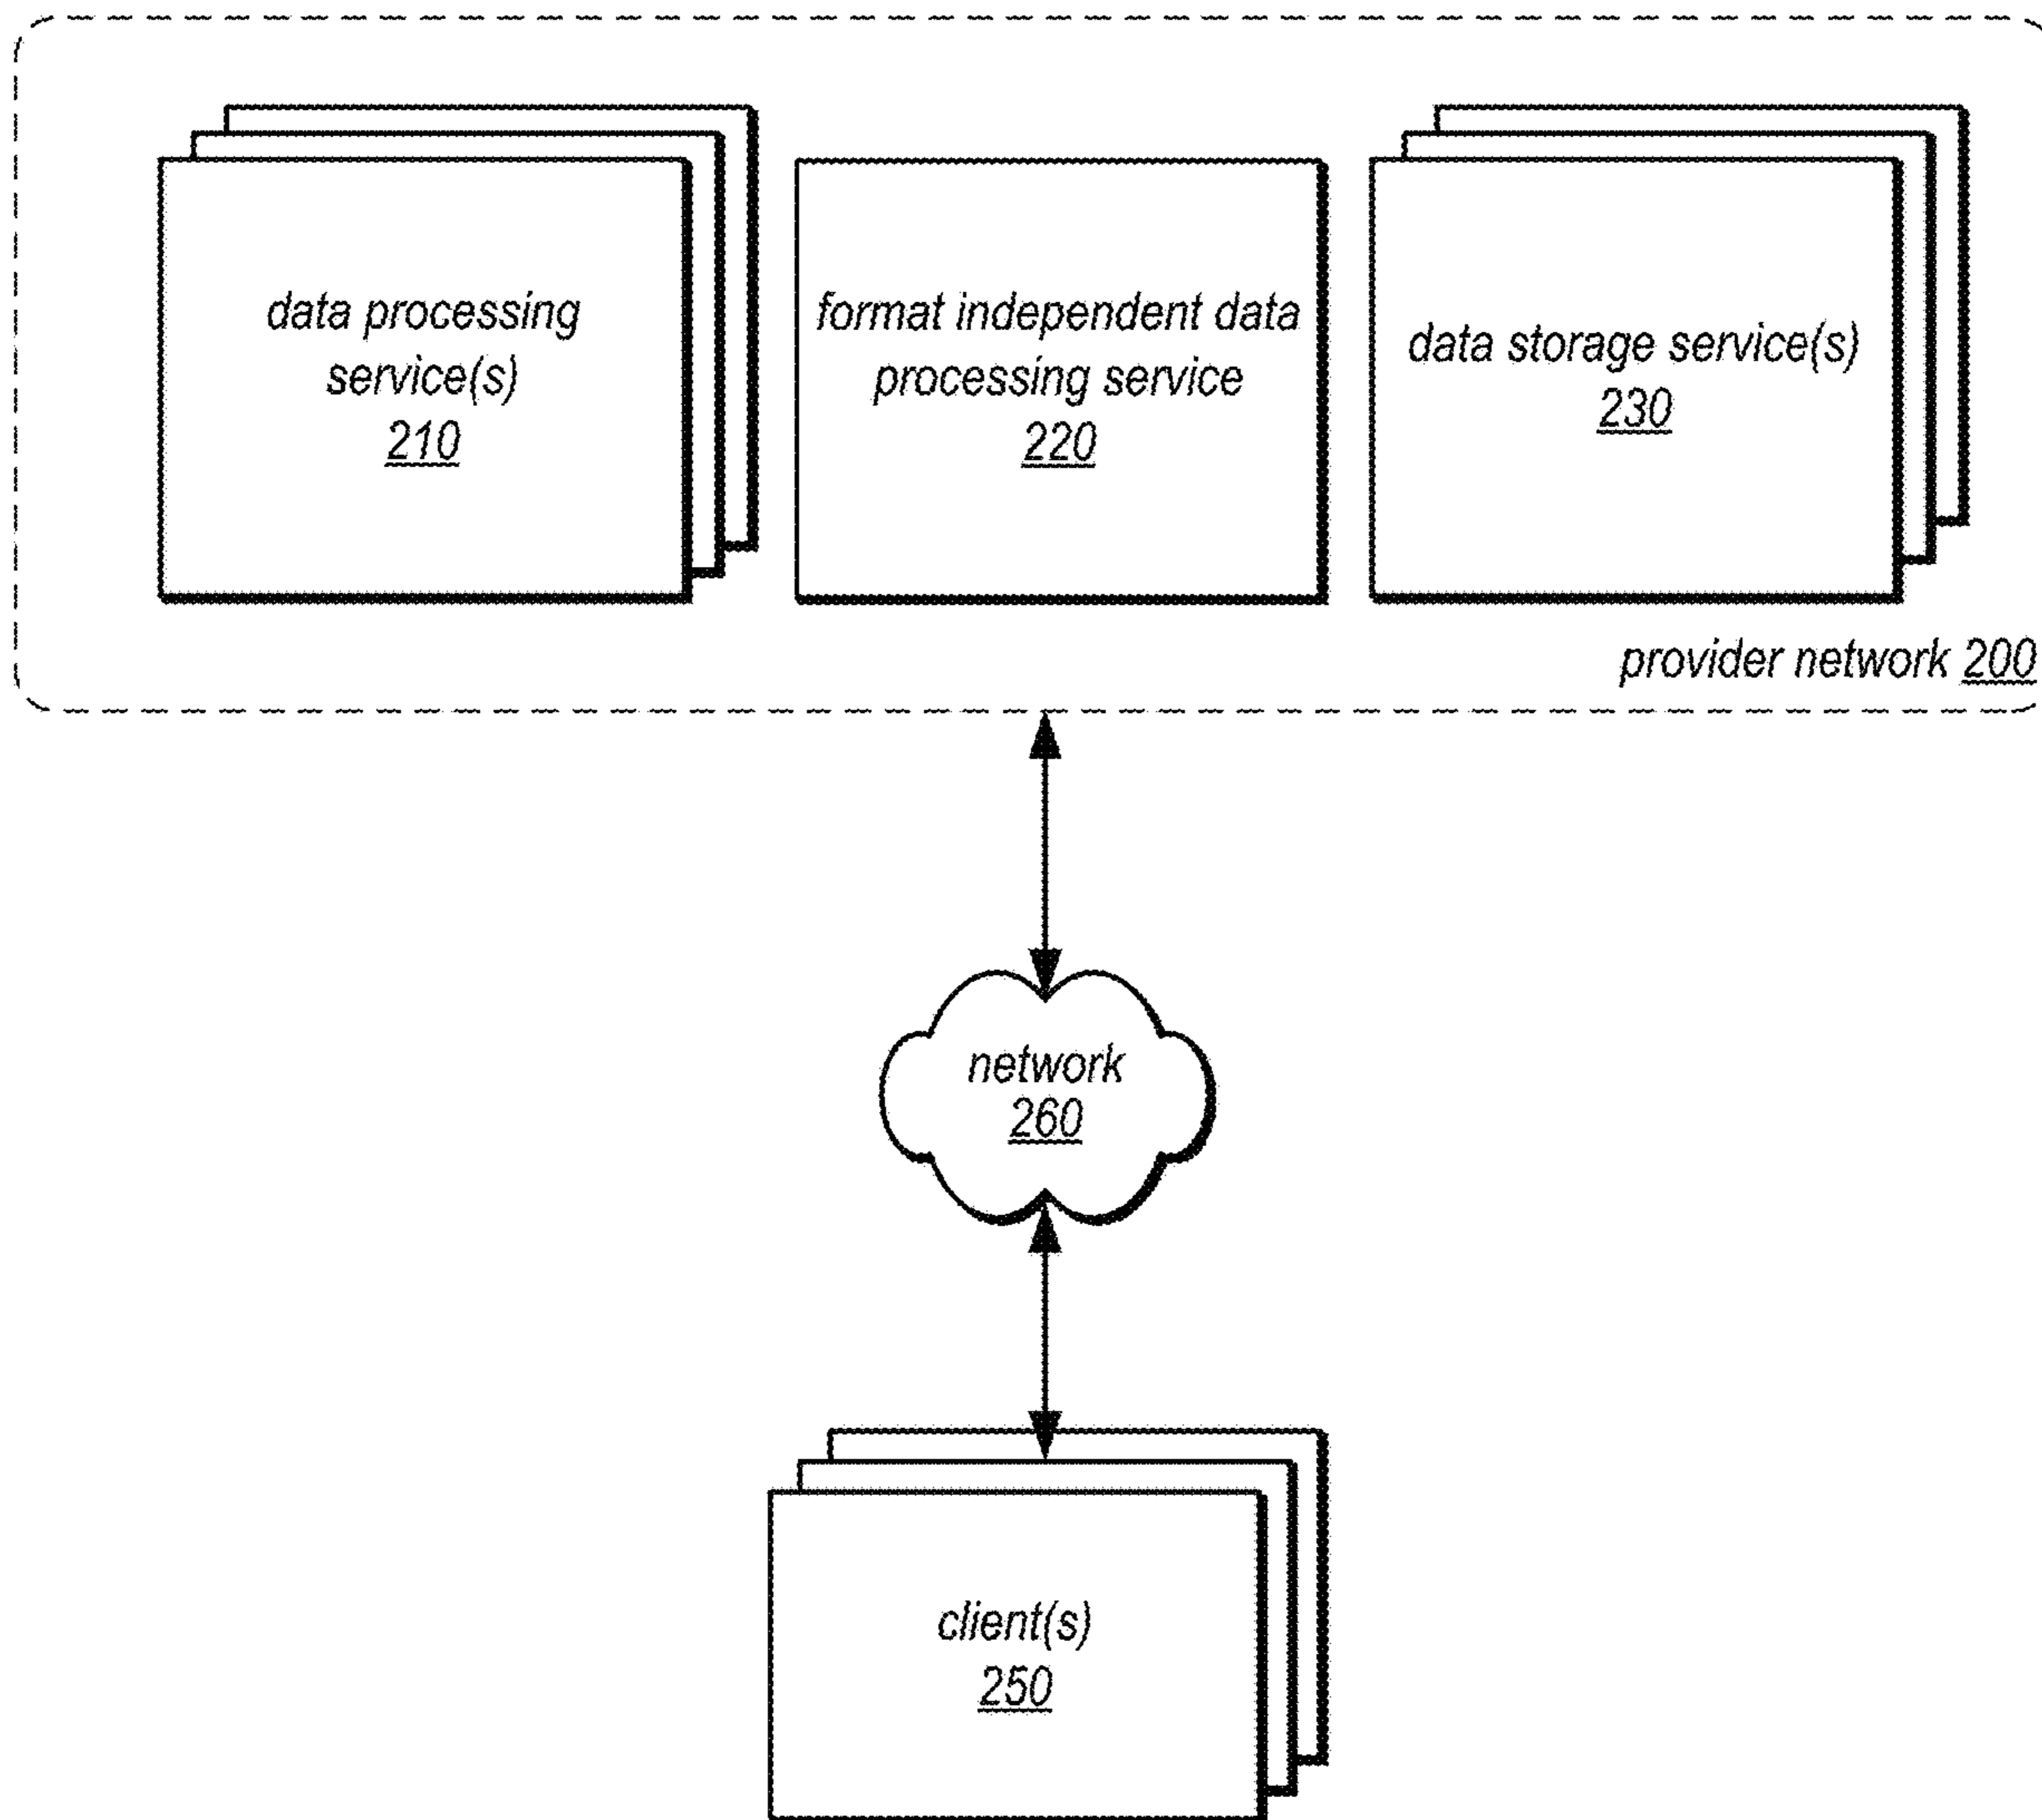 data processing
service(s)
210
format independent data
processing service
220
data storage service(s)
230
provider network 200
network
260
client(s)
250